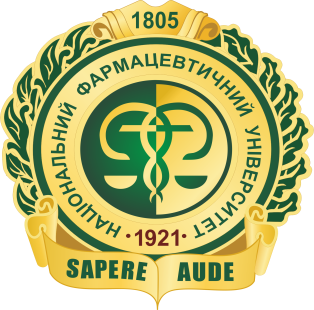 1805
НАЦІОНАЛЬНИЙ ФАРМАЦЕВТИЧНИЙ УНІВЕРСИТЕТ
·1921·
SAPERE AUDE